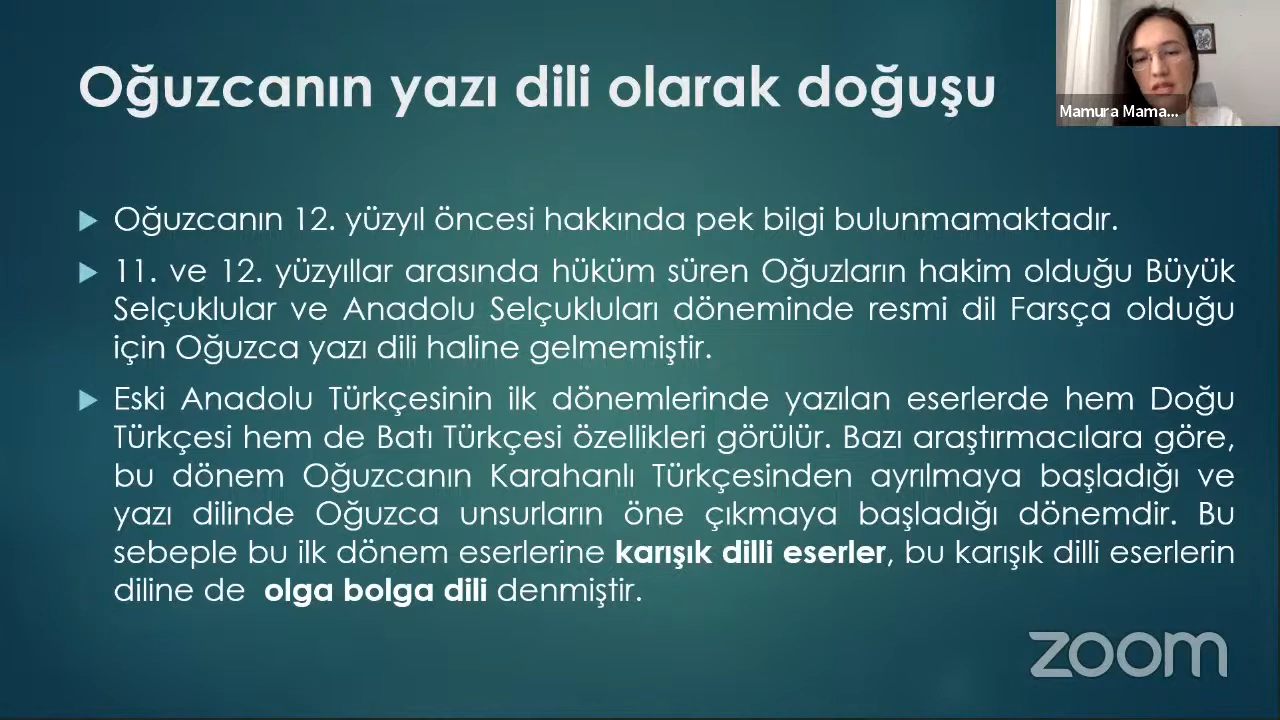 Oğuzcanın yazı dili olarak doğuşu
Mamura Mama...
Oğuzcanın 12. yüzyıl öncesi hakkında pek bilgi bulunmamaktadır.
11. ve 12. yüzyıllar arasında hüküm süren Oğuzların hakim olduğu Büyük
Selçuklular ve Anadolu Selçukluları döneminde resmi dil Farsça olduğu
için Oğuzca yazı dili haline gelmemiştir.
Eski Anadolu Türkçesinin ilk dönemlerinde yazılan eserlerde hem Doğu
Türkçesi hem de Batı Türkçesi özellikleri görülür. Bazı araştırmacılara göre,
bu dönem Oğuzcanın Karahanlı Türkçesinden ayrılmaya başladığı ve
yazı dilinde Oğuzca unsurların öne çıkmaya başladığı dönemdir. Bu
sebeple bu ilk dönem eserlerine karışık dilli eserler, bu karışık dilli eserlerin
diline de olga bolga dili denmiştir.
zoom